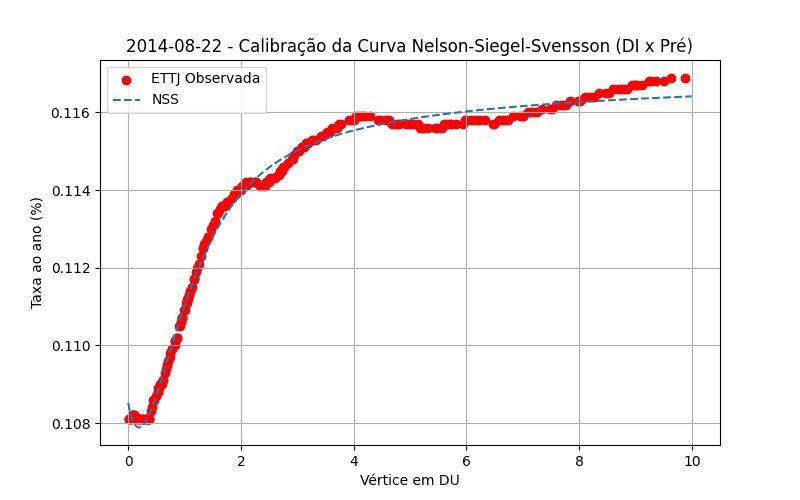 2014-08-22 - Calibração da Curva Nelson-Siegel-Svensson (DI x Pré)
ETTJ Observada
NSS
Taxa ao ano (%)
0.116
0.114
0.112
0.110
0.108
0
2
4
6
8
10
Vértice em DU